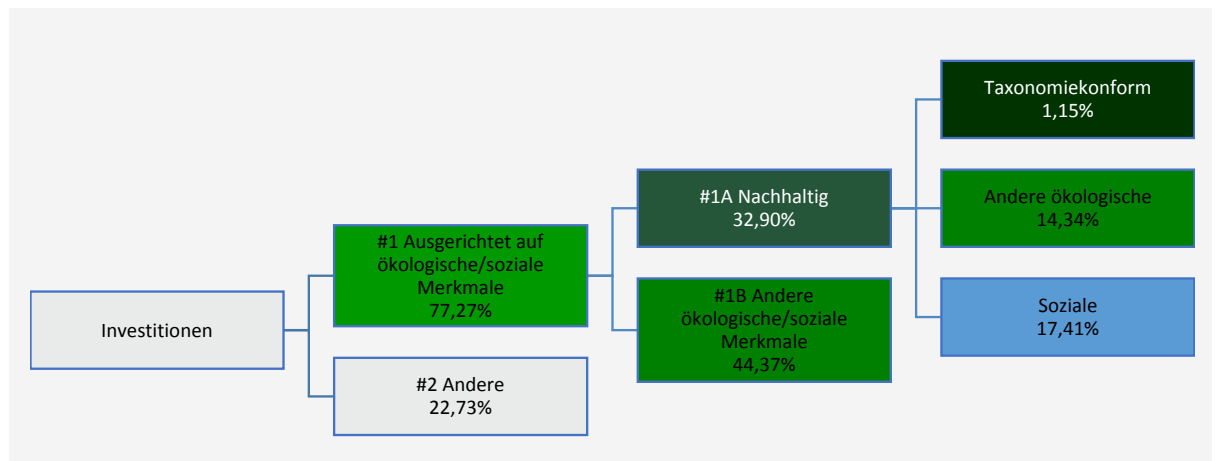 Investitionen
#1 Ausgerichtet auf
ökologische/soziale
Merkmale
77,27%
#2 Andere
22,73%
#1A Nachhaltig
32,90%
#1B Andere
ökologische/soziale
Merkmale
44,37%
Taxonomiekonform
1,15%
Andere ökologische
14,34%
Soziale
17,41%